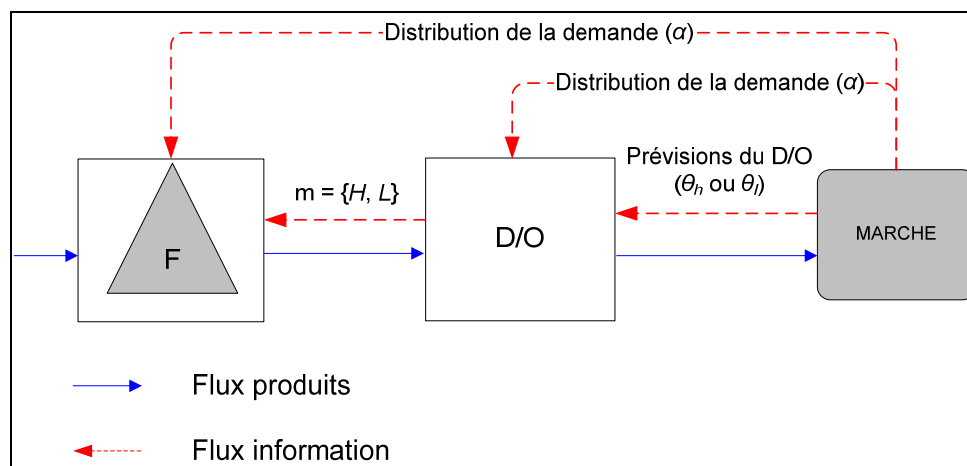 Distribution de la demande (α)
Distribution de la demande (α)
Prévisions du D/O
(θh ou θl)
m = {H, L}
F
D/O
MARCHE
Flux produits
Flux information